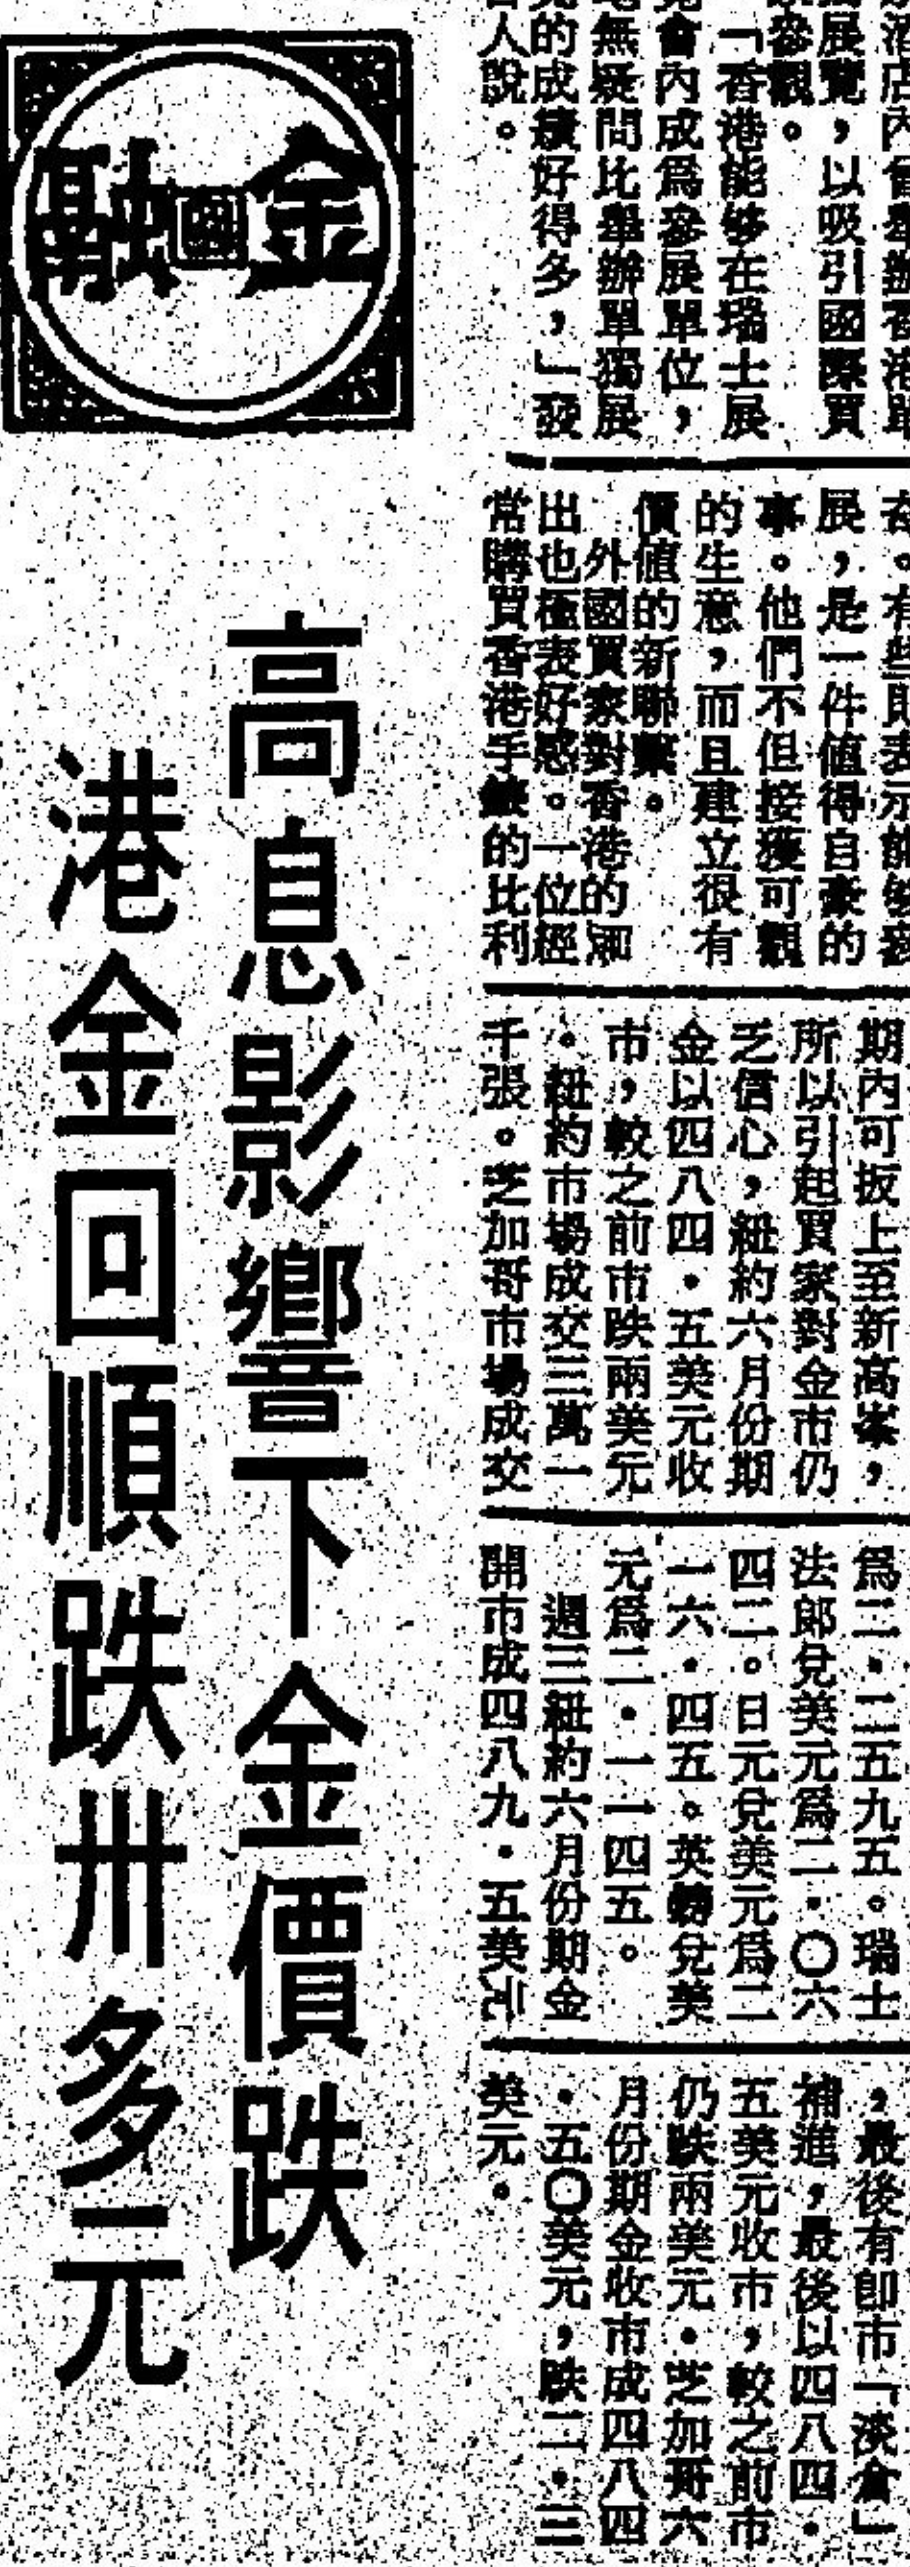 金融圈
高息影響下金價跌
港金回順跌卅多元
展覽，以吸引國際買
參觀。
「香港能够在瑞士展
會內成爲參展單位，
無疑問比舉辦單獨展
的成績好得多，」發
人說。
展，是一件值得自豪的
事。他們不但接獲可觀
的生意，而且建立很有
價值的新聯繫。
外國買家對香港的
出也極表好感。一位經
常購買香港手錶的比利
期內可扳上至新高峯，
所以引起買家對金市仍
乏信心，紐約六月份期
金以四八四·五美元收
市，較之前市跌兩美元
。紐約市場成交三萬一
千張。芝加哥市場成交
爲二·二五九五。瑞士
法郎兌美元爲二·〇六
四二。日元兌美元爲二
一六·四五。英鎊兌美
元爲二·一一四五。
週三紐約六月份期金
開市成四八九·五美元
，最後有卽市「淡倉」
補進，最後以四八四·
五美元收市，較之前市
仍跌兩美元·芝加哥六
月份期金收市成四八四
·五〇美元，跌二·三
美元。